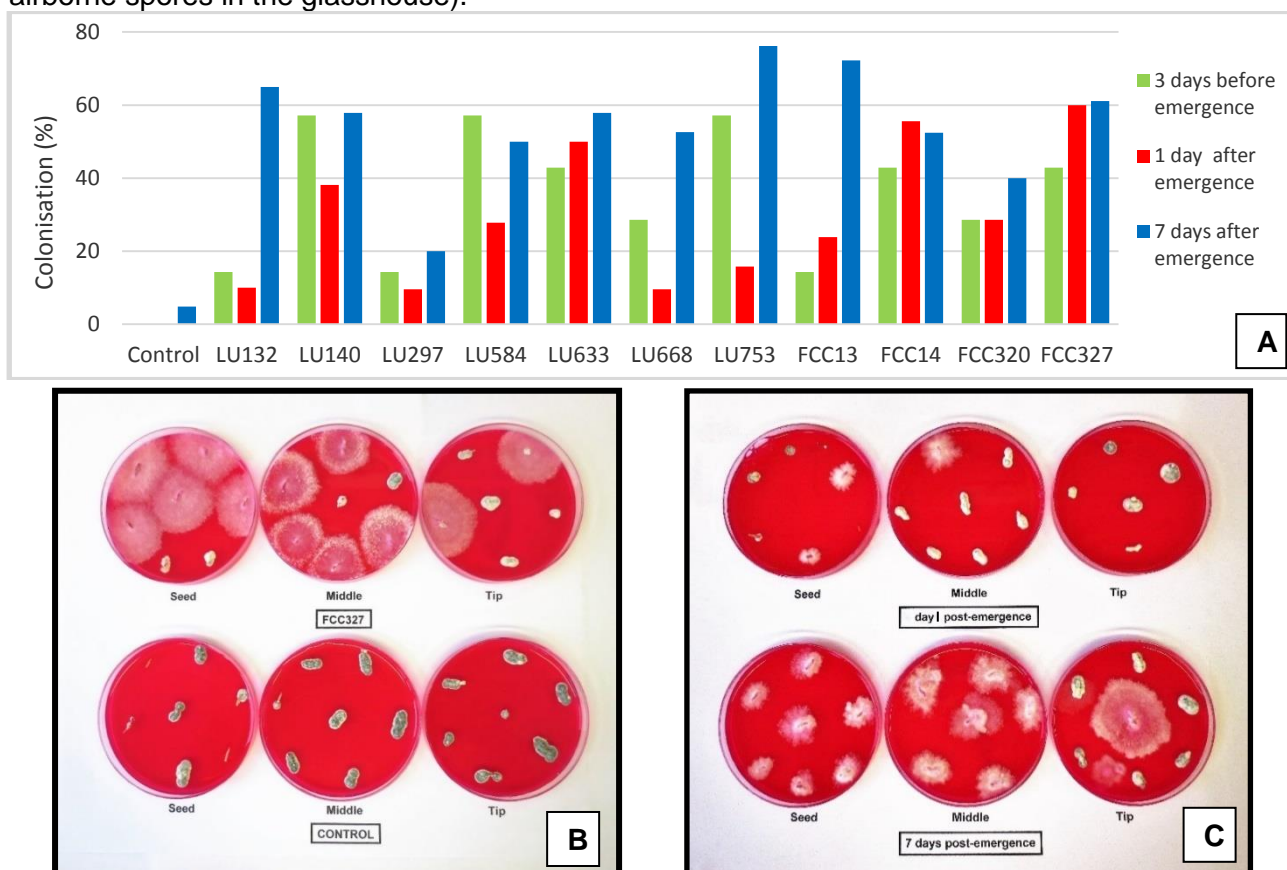 airborne spores in the glasshouse).
80
60
40
20
0
Colonisation (%)
Control LU132 LU140 LU297 LU584 LU633 LU668 LU753 FCC13 FCC14 FCC320 FCC327
3 days before
emergence
1 day after
emergence
7 days after
emergence
A
Seed Middle Tip
FCC327
Seed Middle Tip
CONTROL
B
Seed Middle Tip
day1 post-emergence
Seed Middle Tip
7 days post-emergence
C